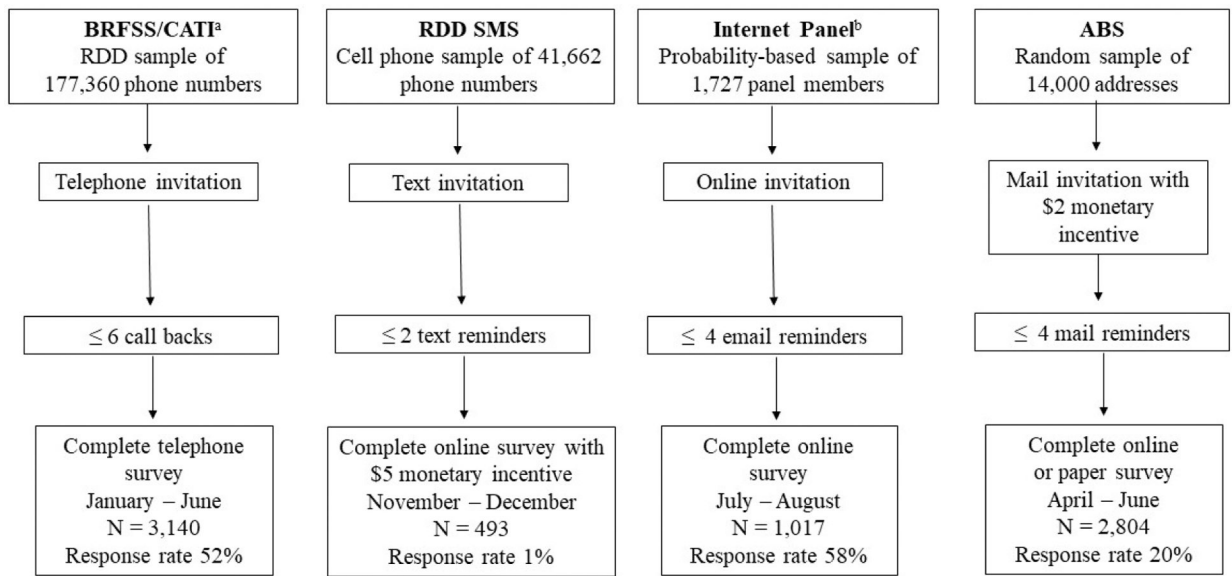 BRFSS/CATIᵃ
RDD sample of
177,360 phone numbers
Telephone invitation
≤ 6 call backs
Complete telephone
survey
January – June
N = 3,140
Response rate 52%
RDD SMS
Cell phone sample of 41,662
phone numbers
Text invitation
≤ 2 text reminders
Complete online survey with
$5 monetary incentive
November – December
N = 493
Response rate 1%
Internet Panelᵇ
Probability-based sample of
1,727 panel members
Online invitation
≤ 4 email reminders
Complete online
survey
July – August
N = 1,017
Response rate 58%
ABS
Random sample of
14,000 addresses
Mail invitation with
$2 monetary
incentive
≤ 4 mail reminders
Complete online
or paper survey
April – June
N = 2,804
Response rate 20%